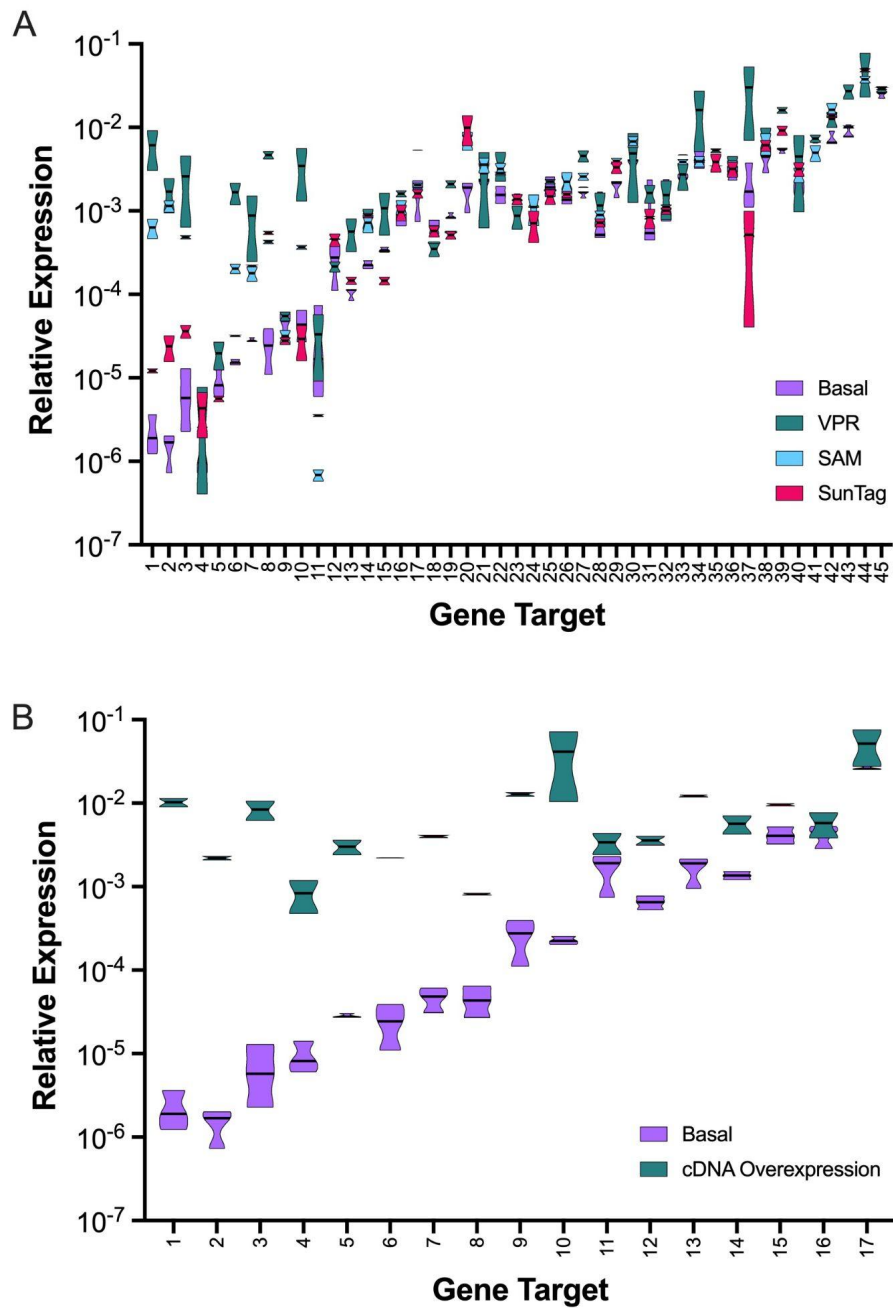 A
10-1
10-2
10-3
10-4
10-5
10-6
10-7
Relative Expression
Basal
VPR
SAM
SunTag
1 2 3 4 5 6 7 8 9 10 11 12 13 14 15 16 17 18 19 20 21 22 23 24 25 26 27 28 29 30 31 32 33 34 35 36 37 38 39 40 41 42 43 44 45
Gene Target
B
10-1
10-2
10-3
10-4
10-5
10-6
10-7
Relative Expression
Basal
cDNA Overexpression
1 2 3 4 5 6 7 8 9 10 11 12 13 14 15 16 17
Gene Target